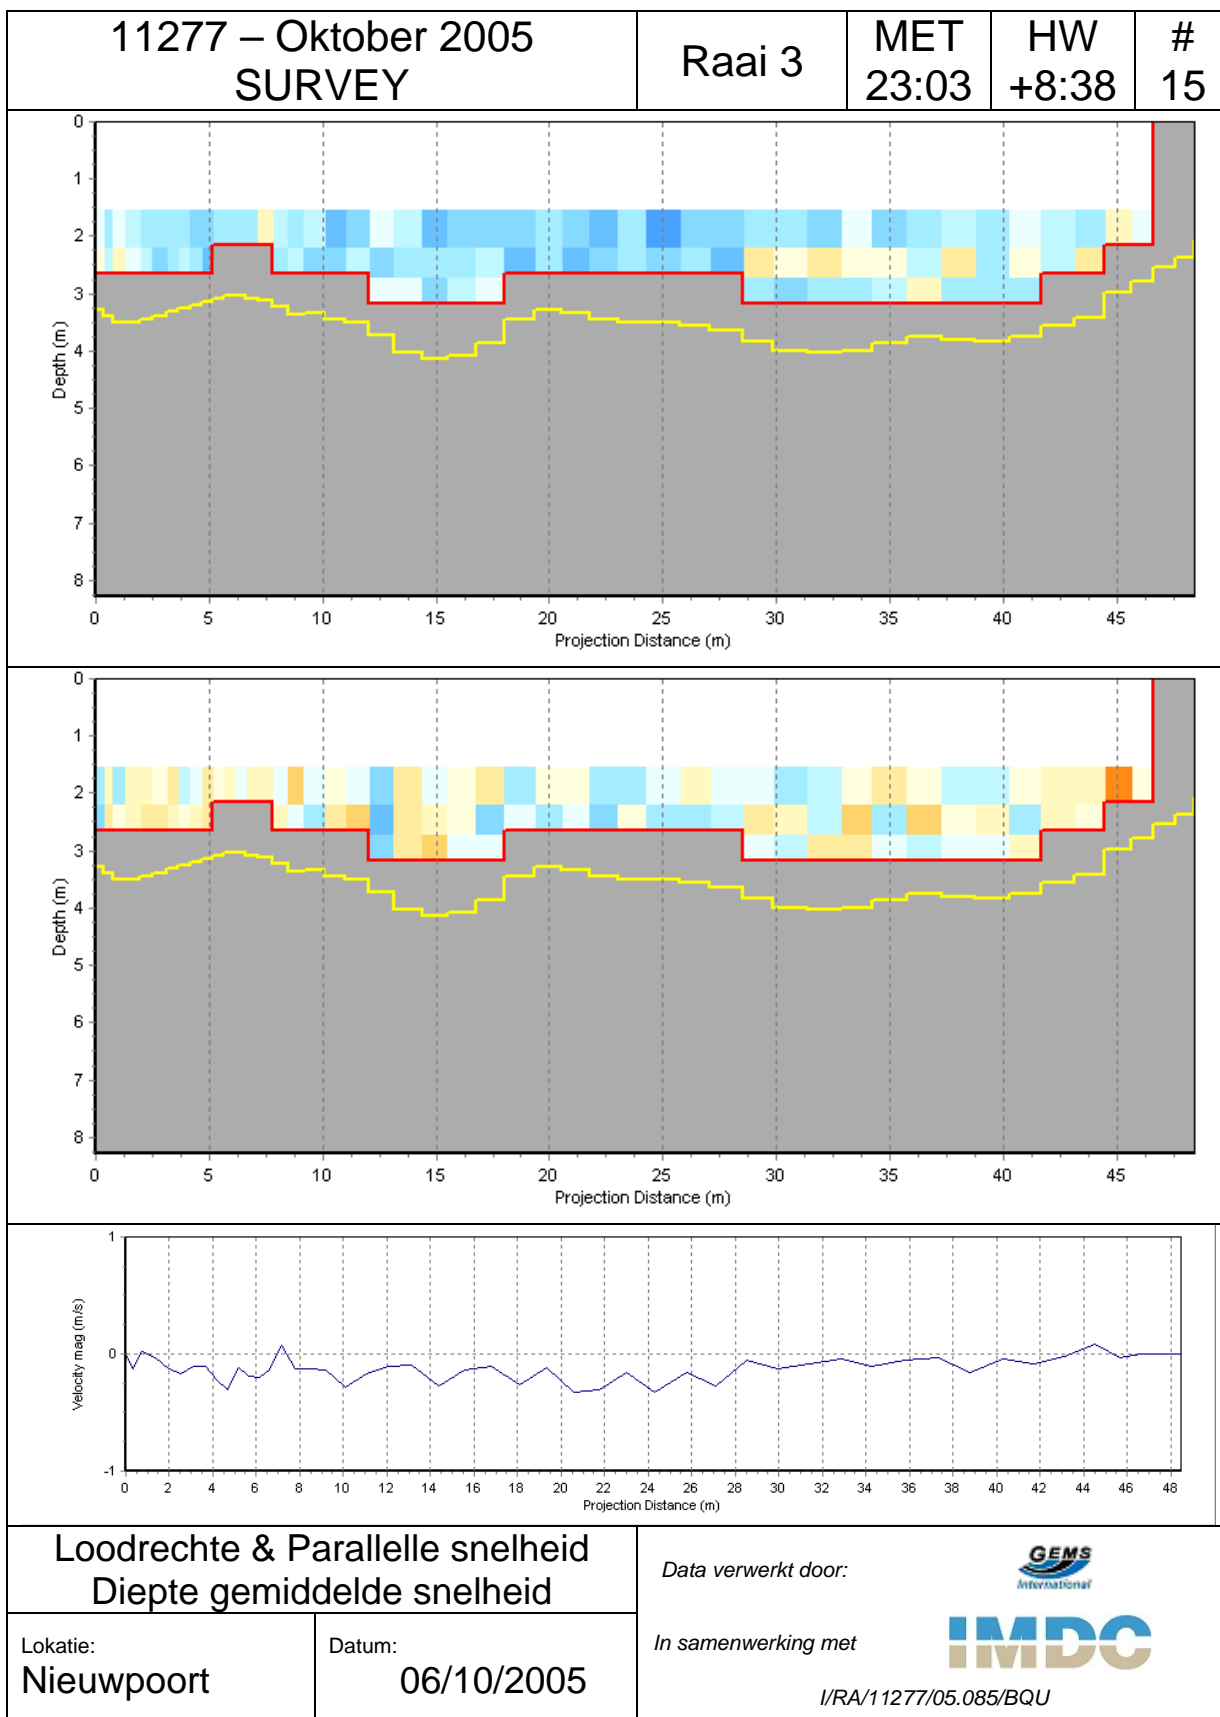 11277 – Oktober 2005
SURVEY
Raai 3
MET
23:03
HW
+8:38
#
15
0
1
2
3
4
5
6
7
8
Depth (m)
0 5 10 15 20 25 30 35 40 45
Projection Distance (m)
0
1
2
3
4
5
6
7
8
Depth (m)
0 5 10 15 20 25 30 35 40 45
Projection Distance (m)
1
0
-1
Velocity mag (m/s)
0 2 4 6 8 10 12 14 16 18 20 22 24 26 28 30 32 34 36 38 40 42 44 46 48
Projection Distance (m)
Loodrechte & Parallelle snelheid
Diepte gemiddelde snelheid
Lokatie:
Nieuwpoort
Datum:
06/10/2005
Data verwerkt door:
GEMS
International
In samenwerking met
IMDC
I/RA/11277/05.085/BQU